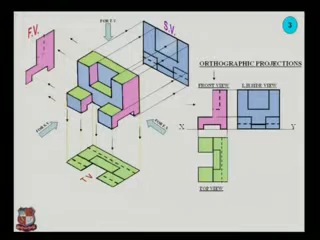 FOR T.V.
S.V.
F.V.
3
ORTHOGRAPHIC PROJECTIONS
FRONT VIEW
L.H.SIDE VIEW
X
Y
TOP VIEW
T.V.